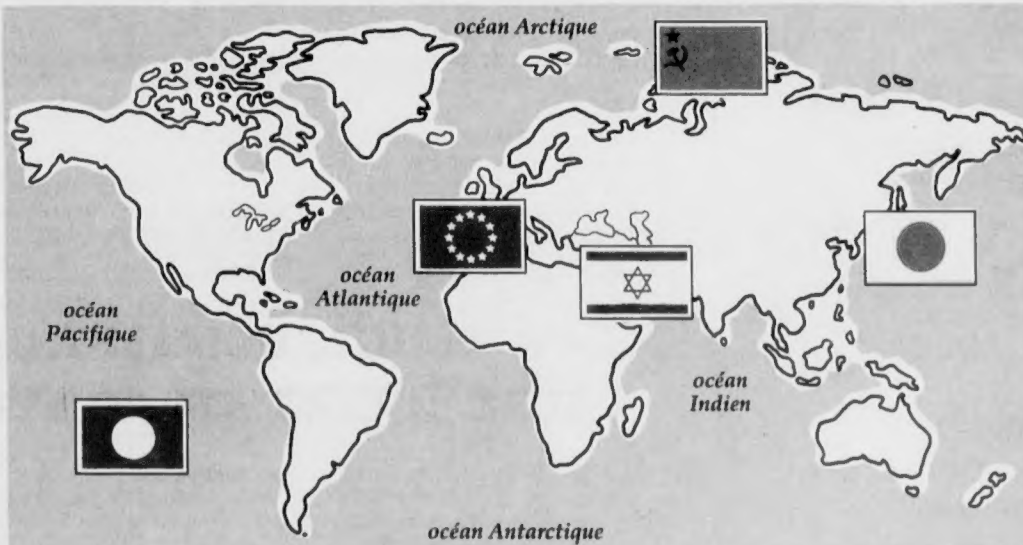 océan Arctique
océan
Atlantique
océan
Pacifique
océan
Indien
océan Antarctique